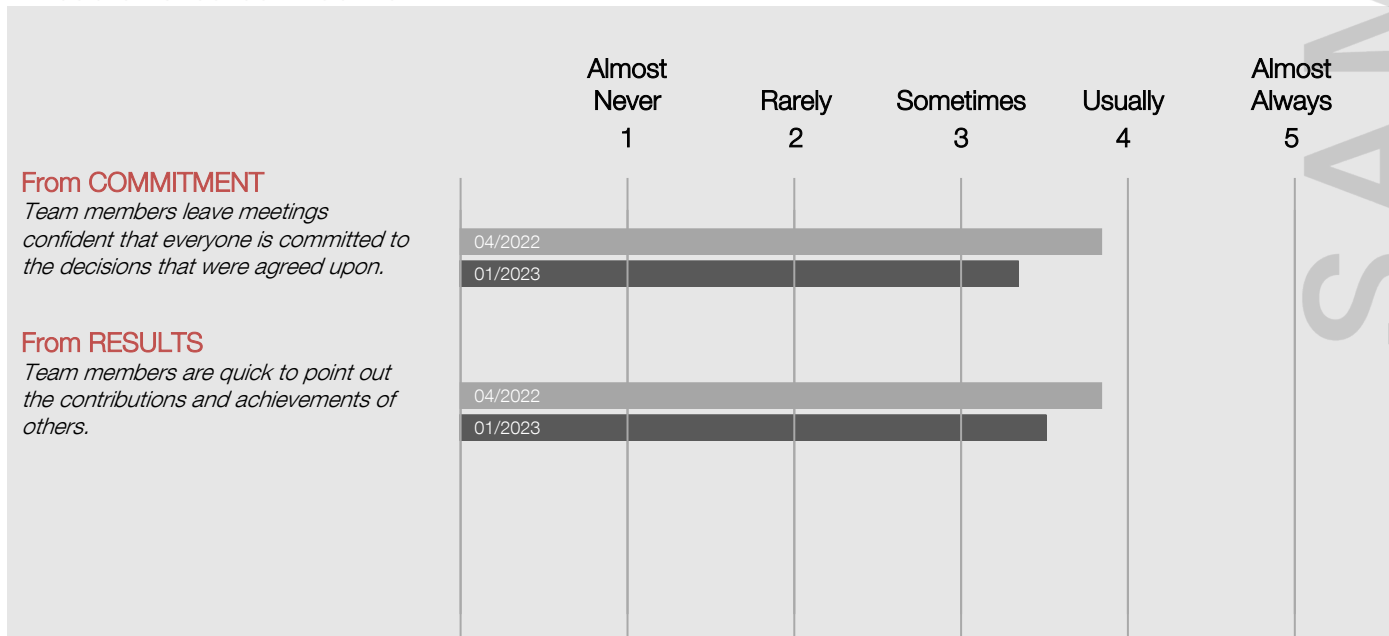 Almost
Never
1
Rarely
2
Sometimes
3
Usually
4
Almost
Always
5
From COMMITMENT
Team members leave meetings
confident that everyone is committed to
the decisions that were agreed upon.
04/2022
01/2023
From RESULTS
Team members are quick to point out
the contributions and achievements of
others.
04/2022
01/2023
SA